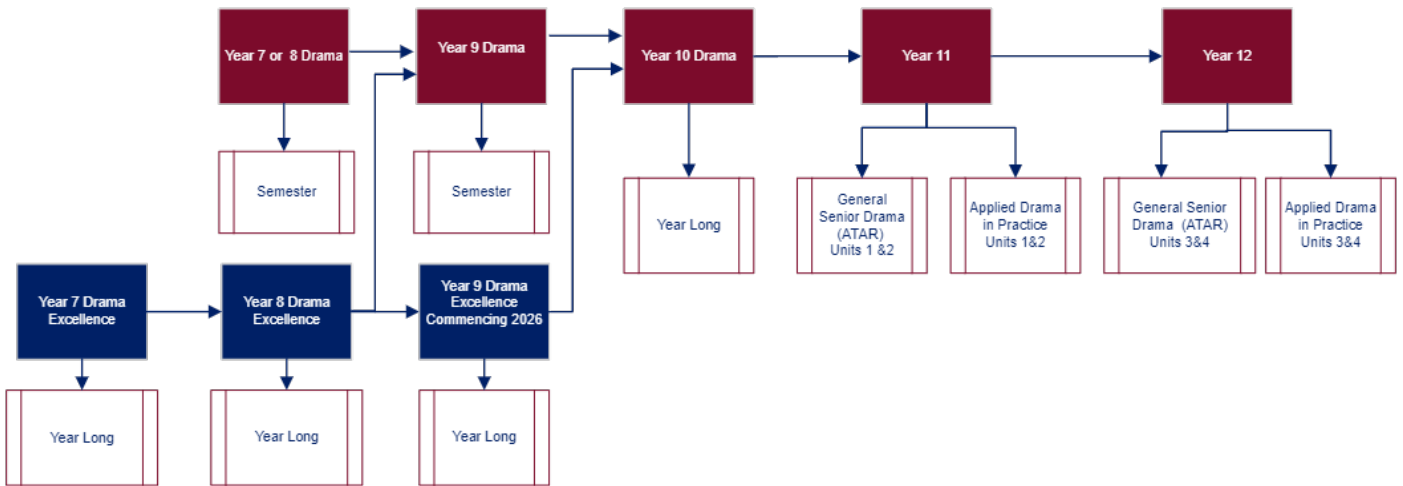 Year 7 or 8 Drama
Year 9 Drama
Year 10 Drama
Year 11
Year 12
Semester
Semester
Year Long
General
Senior Drama
(ATAR)
Units 1 &2
Applied Drama
in Practice
Units 1&2
General Senior
Drama (ATAR)
Units 3&4
Applied Drama
in Practice
Units 3&4
Year 7 Drama
Excellence
Year 8 Drama
Excellence
Year 9 Drama
Excellence
Commencing 2026
Year Long
Year Long
Year Long